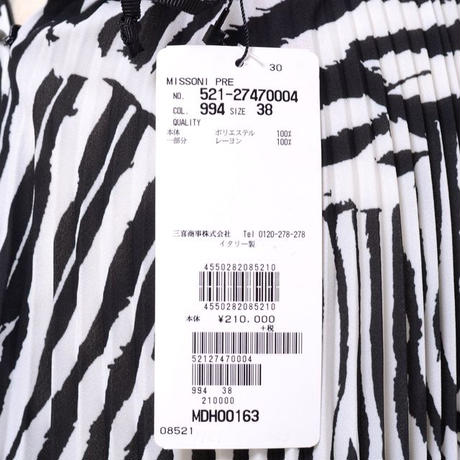 30
MISSONI PRE
NO. 521-27470004
COL. 994 SIZE 38
QUALITY
本体 ポリエステル 100%
一部分 レーヨン 100%
三喜商事株式会社 Tel 0120-278-278
イタリー製
4550282085210
4550282085210
本体 ¥210.000
+税
52127470004
994 38
210000
MDH00163
08521